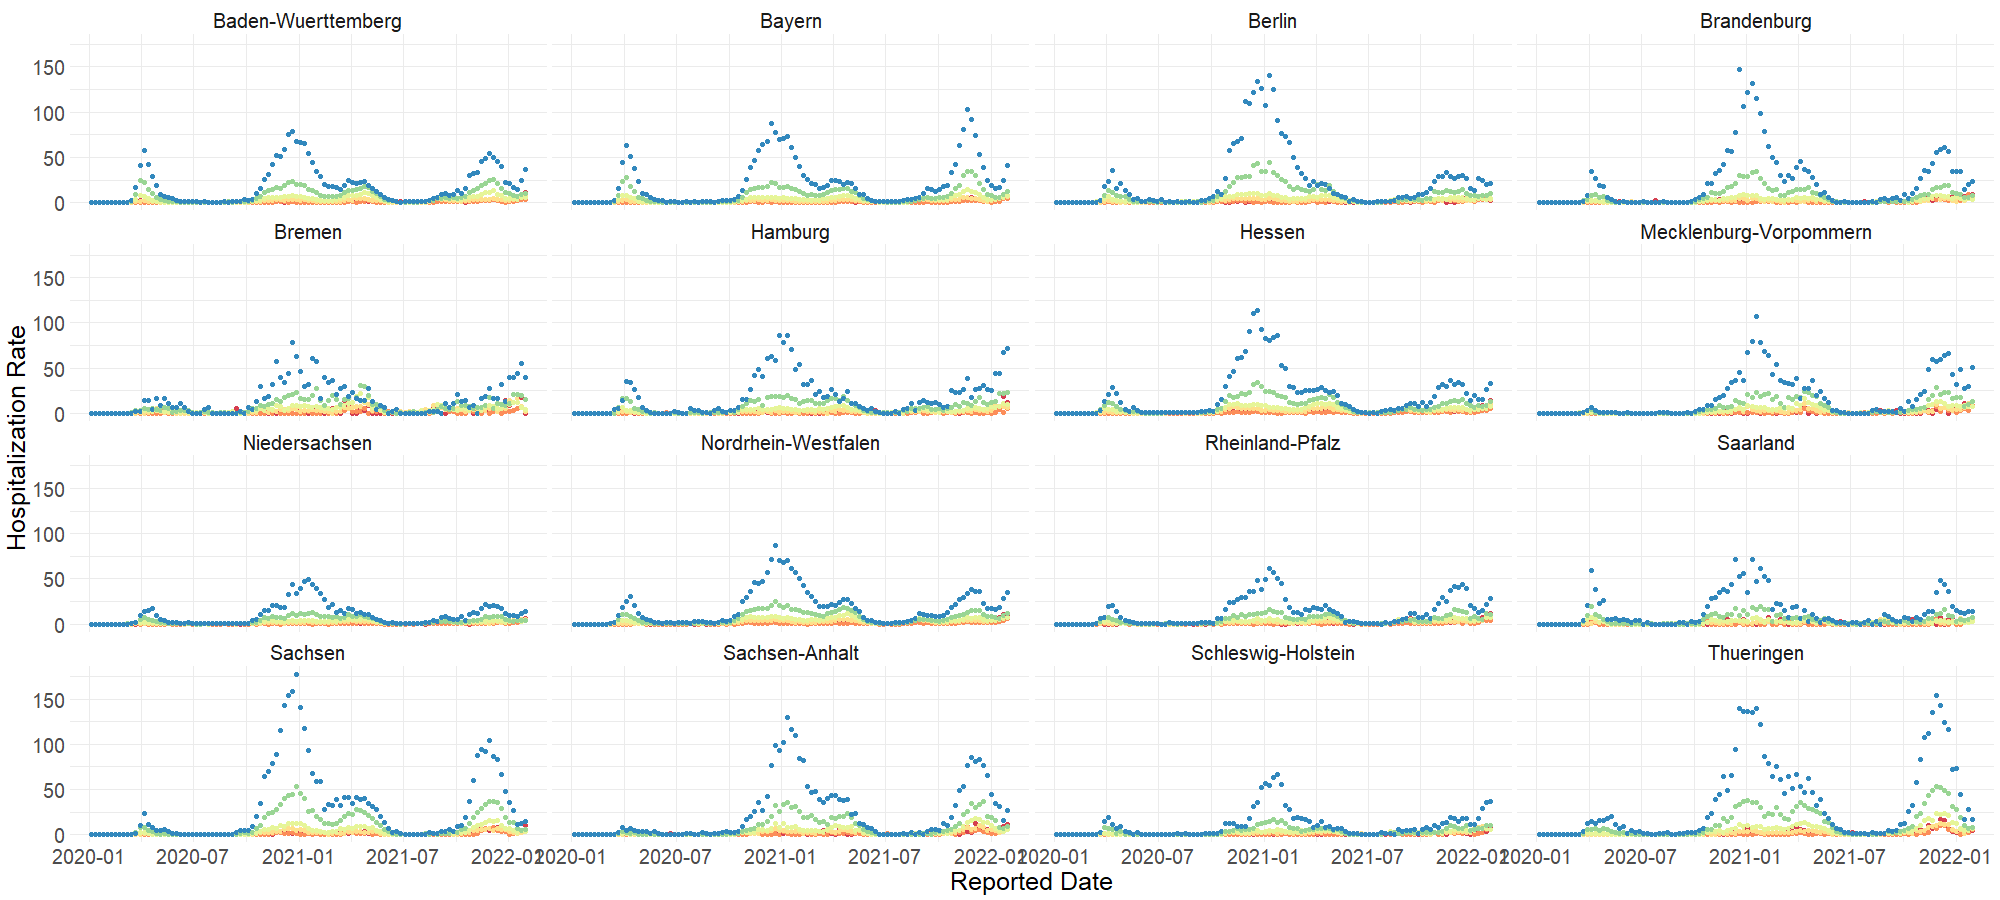 Baden-Wuerttemberg Bayern Berlin Brandenburg
150
100
50
0
Bremen Hamburg Hessen Mecklenburg-Vorpommern
150
100
50
0
Niedersachsen Nordrhein-Westfalen Rheinland-Pfalz Saarland
150
100
50
0
Sachsen Sachsen-Anhalt Schleswig-Holstein Thueringen
150
100
50
0
Hospitalization Rate
2020-01 2020-07 2021-01 2021-07 2022-01 2020-01 2020-07 2021-01 2021-07 2022-01 2020-01 2020-07 2021-01 2021-07 2022-01 2020-01 2020-07 2021-01 2021-07 2022-01
Reported Date